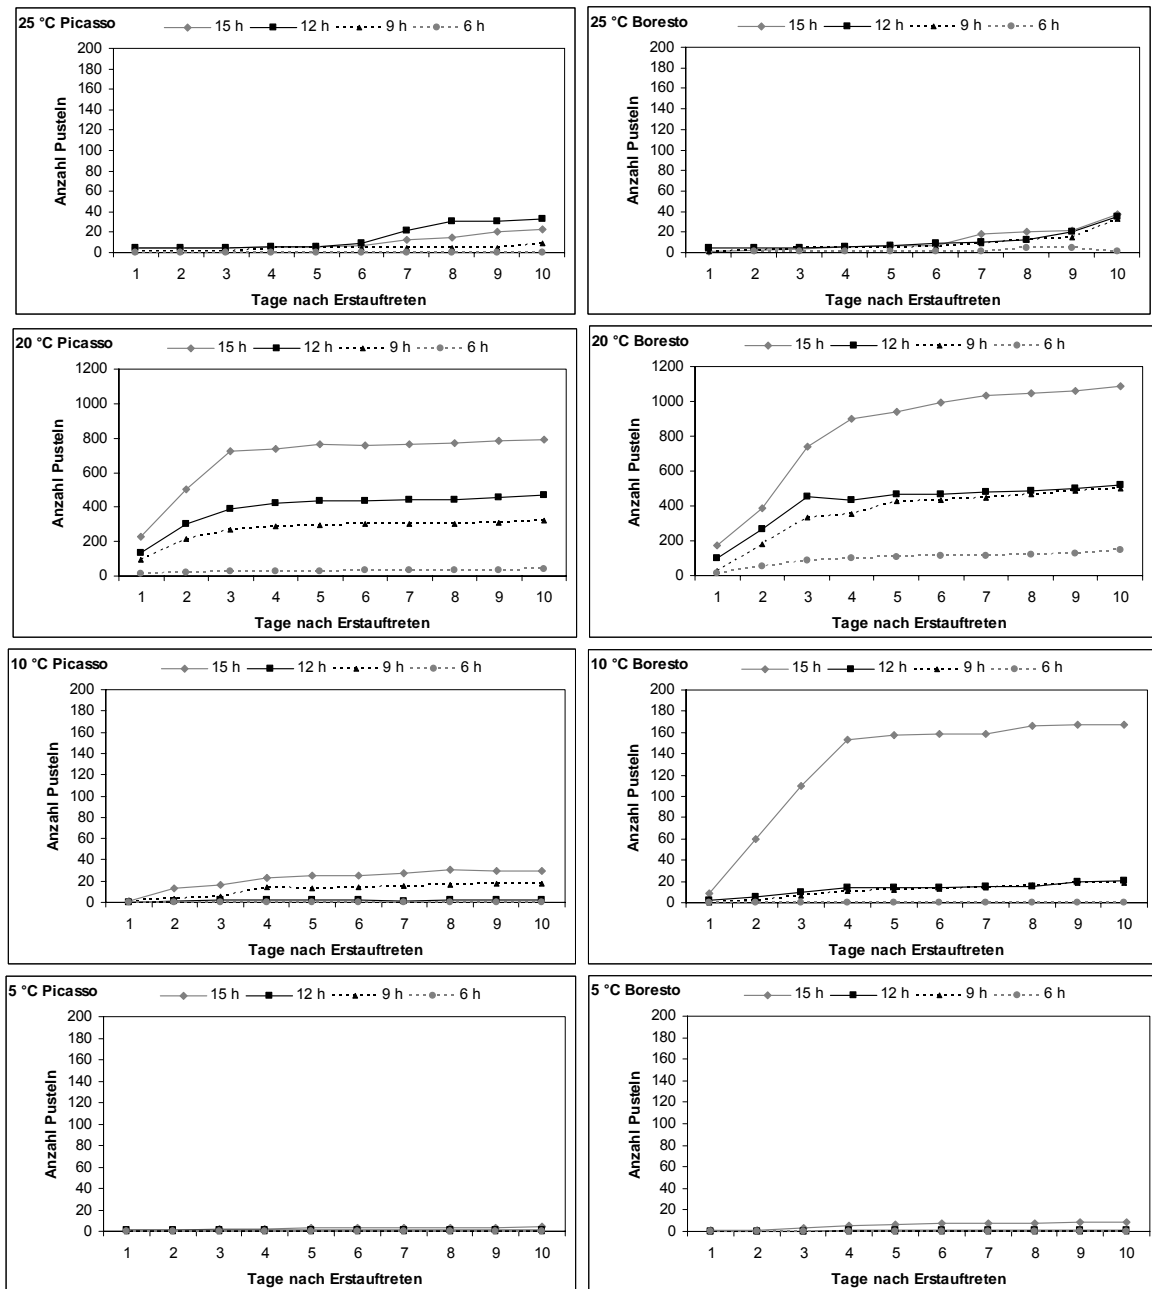 25 °C Picasso
15 h 12 h 9 h 6 h
200
180
160
140
120
100
80
60
40
20
0
Anzahl Pusteln
1 2 3 4 5 6 7 8 9 10
Tage nach Erstauftreten
25 °C Boresto
15 h 12 h 9 h 6 h
200
180
160
140
120
100
80
60
40
20
0
Anzahl Pusteln
1 2 3 4 5 6 7 8 9 10
Tage nach Erstauftreten
20 °C Picasso
15 h 12 h 9 h 6 h
1200
1000
800
600
400
200
0
Anzahl Pusteln
1 2 3 4 5 6 7 8 9 10
Tage nach Erstauftreten
20 °C Boresto
15 h 12 h 9 h 6 h
1200
1000
800
600
400
200
0
Anzahl Pusteln
1 2 3 4 5 6 7 8 9 10
Tage nach Erstauftreten
10 °C Picasso
15 h 12 h 9 h 6 h
200
180
160
140
120
100
80
60
40
20
0
Anzahl Pusteln
1 2 3 4 5 6 7 8 9 10
Tage nach Erstauftreten
10 °C Boresto
15 h 12 h 9 h 6 h
200
180
160
140
120
100
80
60
40
20
0
Anzahl Pusteln
1 2 3 4 5 6 7 8 9 10
Tage nach Erstauftreten
5 °C Picasso
15 h 12 h 9 h 6 h
200
180
160
140
120
100
80
60
40
20
0
Anzahl Pusteln
1 2 3 4 5 6 7 8 9 10
Tage nach Erstauftreten
5 °C Boresto
15 h 12 h 9 h 6 h
200
180
160
140
120
100
80
60
40
20
0
Anzahl Pusteln
1 2 3 4 5 6 7 8 9 10
Tage nach Erstauftreten